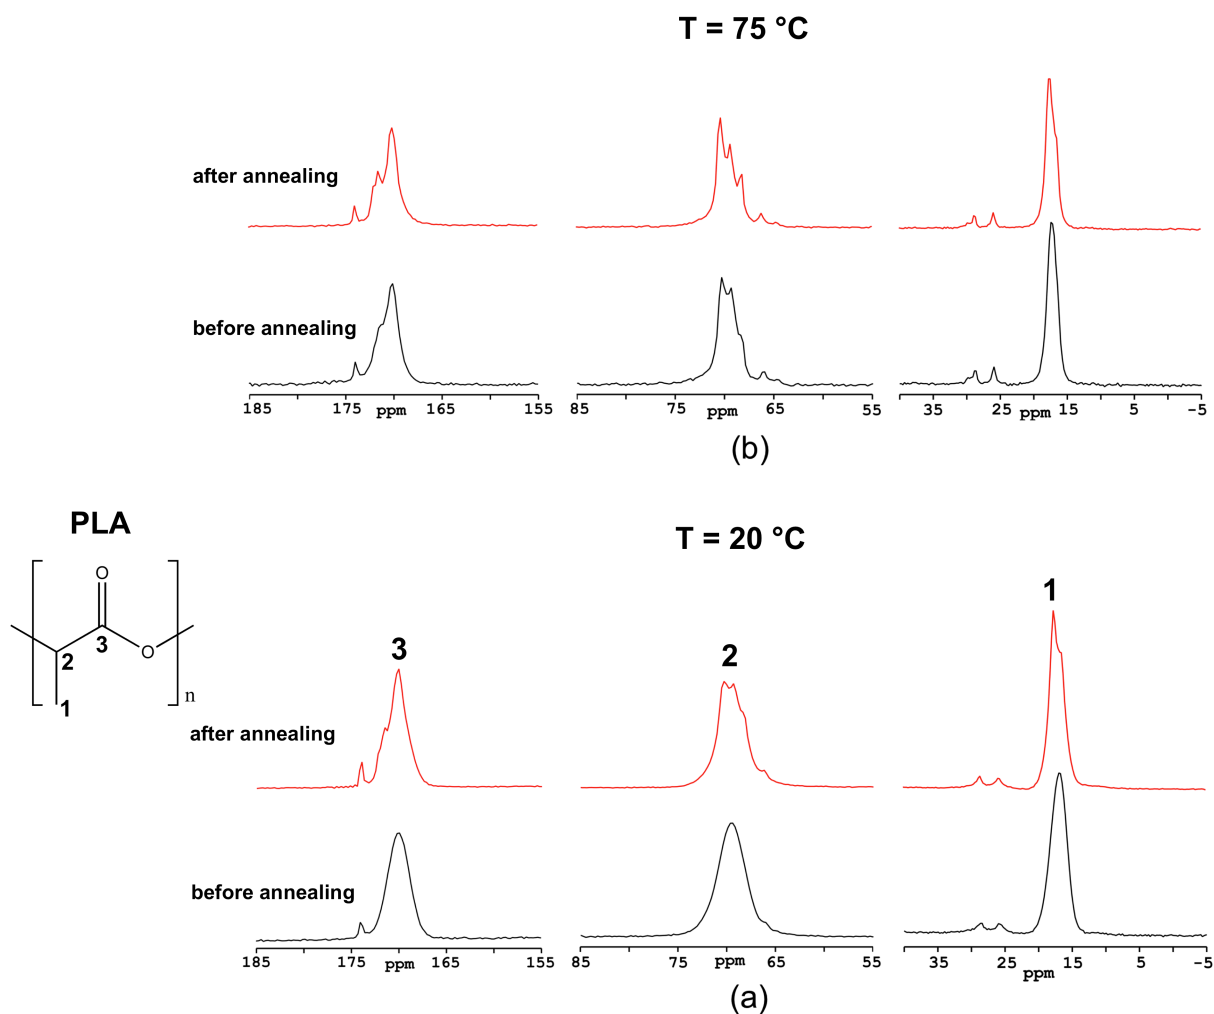 T = 75 °C
after annealing
before annealing
185 175 ppm 165 155
85 75 ppm 65 55
35 25 ppm 15 5 -5
(b)
PLA
T = 20 °C
O
3
O
2
1
n
3
2
1
after annealing
before annealing
185 175 ppm 165 155
85 75 ppm 65 55
35 25 ppm 15 5 -5
(a)